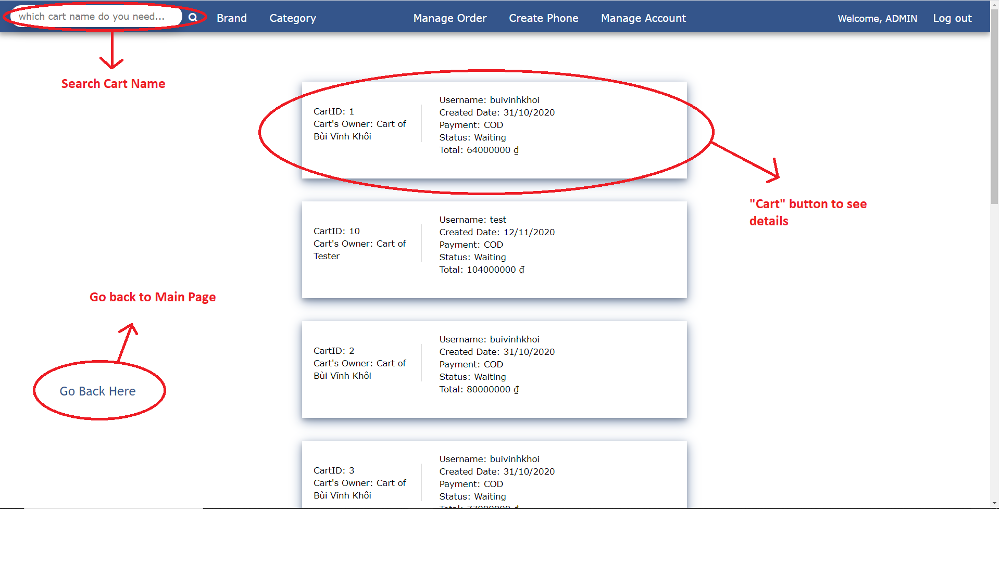 which cart name do you need...
Brand
Category
Manage Order
Create Phone
Manage Account
Welcome, ADMIN
Log out
Search Cart Name
CartID: 1
Cart's Owner: Cart of
Bùi Vĩnh Khôi
Username: buivinhkhoi
Created Date: 31/10/2020
Payment: COD
Status: Waiting
Total: 64000000 ₫
"Cart" button to see
details
CartID: 10
Cart's Owner: Cart of
Tester
Username: test
Created Date: 12/11/2020
Payment: COD
Status: Waiting
Total: 104000000 ₫
Go back to Main Page
Go Back Here
CartID: 2
Cart's Owner: Cart of
Bùi Vĩnh Khôi
Username: buivinhkhoi
Created Date: 31/10/2020
Payment: COD
Status: Waiting
Total: 80000000 ₫
CartID: 3
Cart's Owner: Cart of
Bùi Vĩnh Khôi
Username: buivinhkhoi
Created Date: 31/10/2020
Payment: COD
Status: Waiting
Total: 77000000 ₫